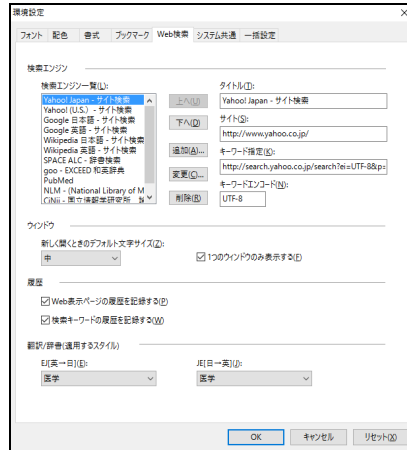 環境設定
フォント 配色 書式 ブックマーク Web検索 システム共通 一括設定
検索エンジン
検索エンジン一覧(L):
Yahoo! Japan - サイト検索
Yahoo! (U.S.) - サイト検索
Google 日本語 - サイト検索
Google 英語 - サイト検索
Wikipedia 日本語 - サイト検索
Wikipedia 英語 - サイト検索
SPACE ALC - 辞書検索
goo - EXCEED 和英辞典
PubMed
NLM - (National Library of M
CiNii - 国立情報学研究所
上へ(U)
下へ(D)
追加(A)...
変更(C)...
削除(R)
タイトル(T):
Yahoo! Japan - サイト検索
サイト(S):
http://www.yahoo.co.jp/
キーワード指定(K):
http://search.yahoo.co.jp/search?ei=UTF-8&p=
キーワードエンコード(N):
UTF-8
ウィンドウ
新しく開くときのデフォルト文字サイズ(Z):
中
1つのウィンドウのみ表示する(F)
履歴
Web表示ページの履歴を記録する(P)
検索キーワードの履歴を記録する(W)
翻訳/辞書(適用するスタイル)
EJ[英→日](E):
医学
JE[日→英](J):
医学
OK キャンセル リセット(X)